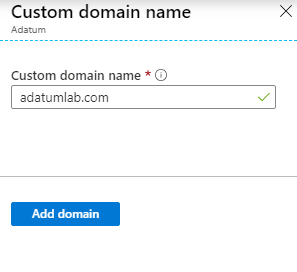 Custom domain name
Adatum
Custom domain name *
adatumlab.com
Add domain